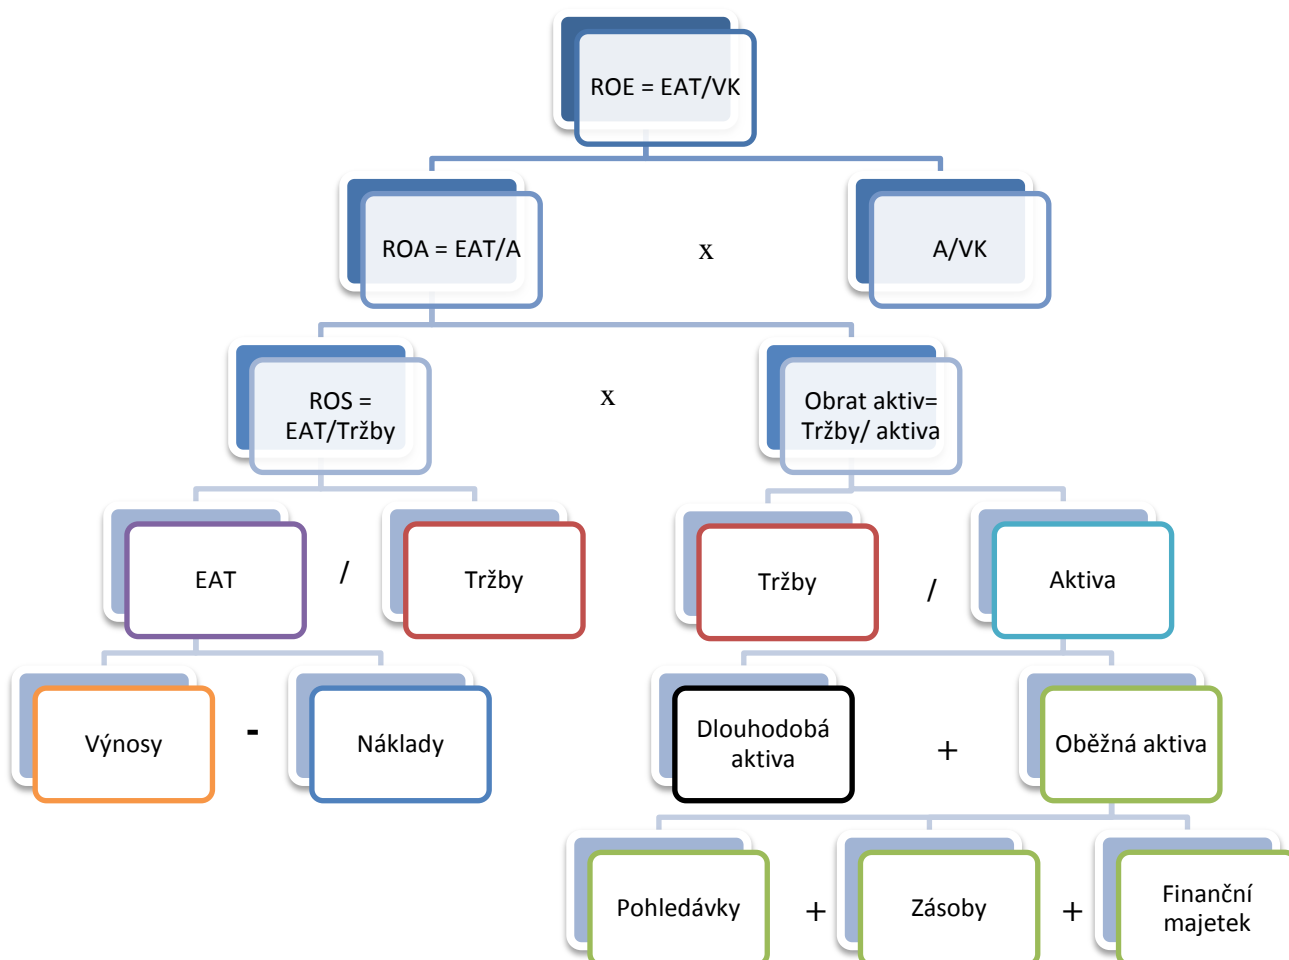 ROE = EAT/VK
ROA = EAT/A
x
A/VK
ROS =
EAT/Tržby
x
Obrat aktiv=
Tržby/ aktiva
EAT
/
Tržby
Tržby
/
Aktiva
Výnosy
-
Náklady
Dlouhodobá
aktiva
+
Oběžná aktiva
Pohledávky
+
Zásoby
+
Finanční
majetek